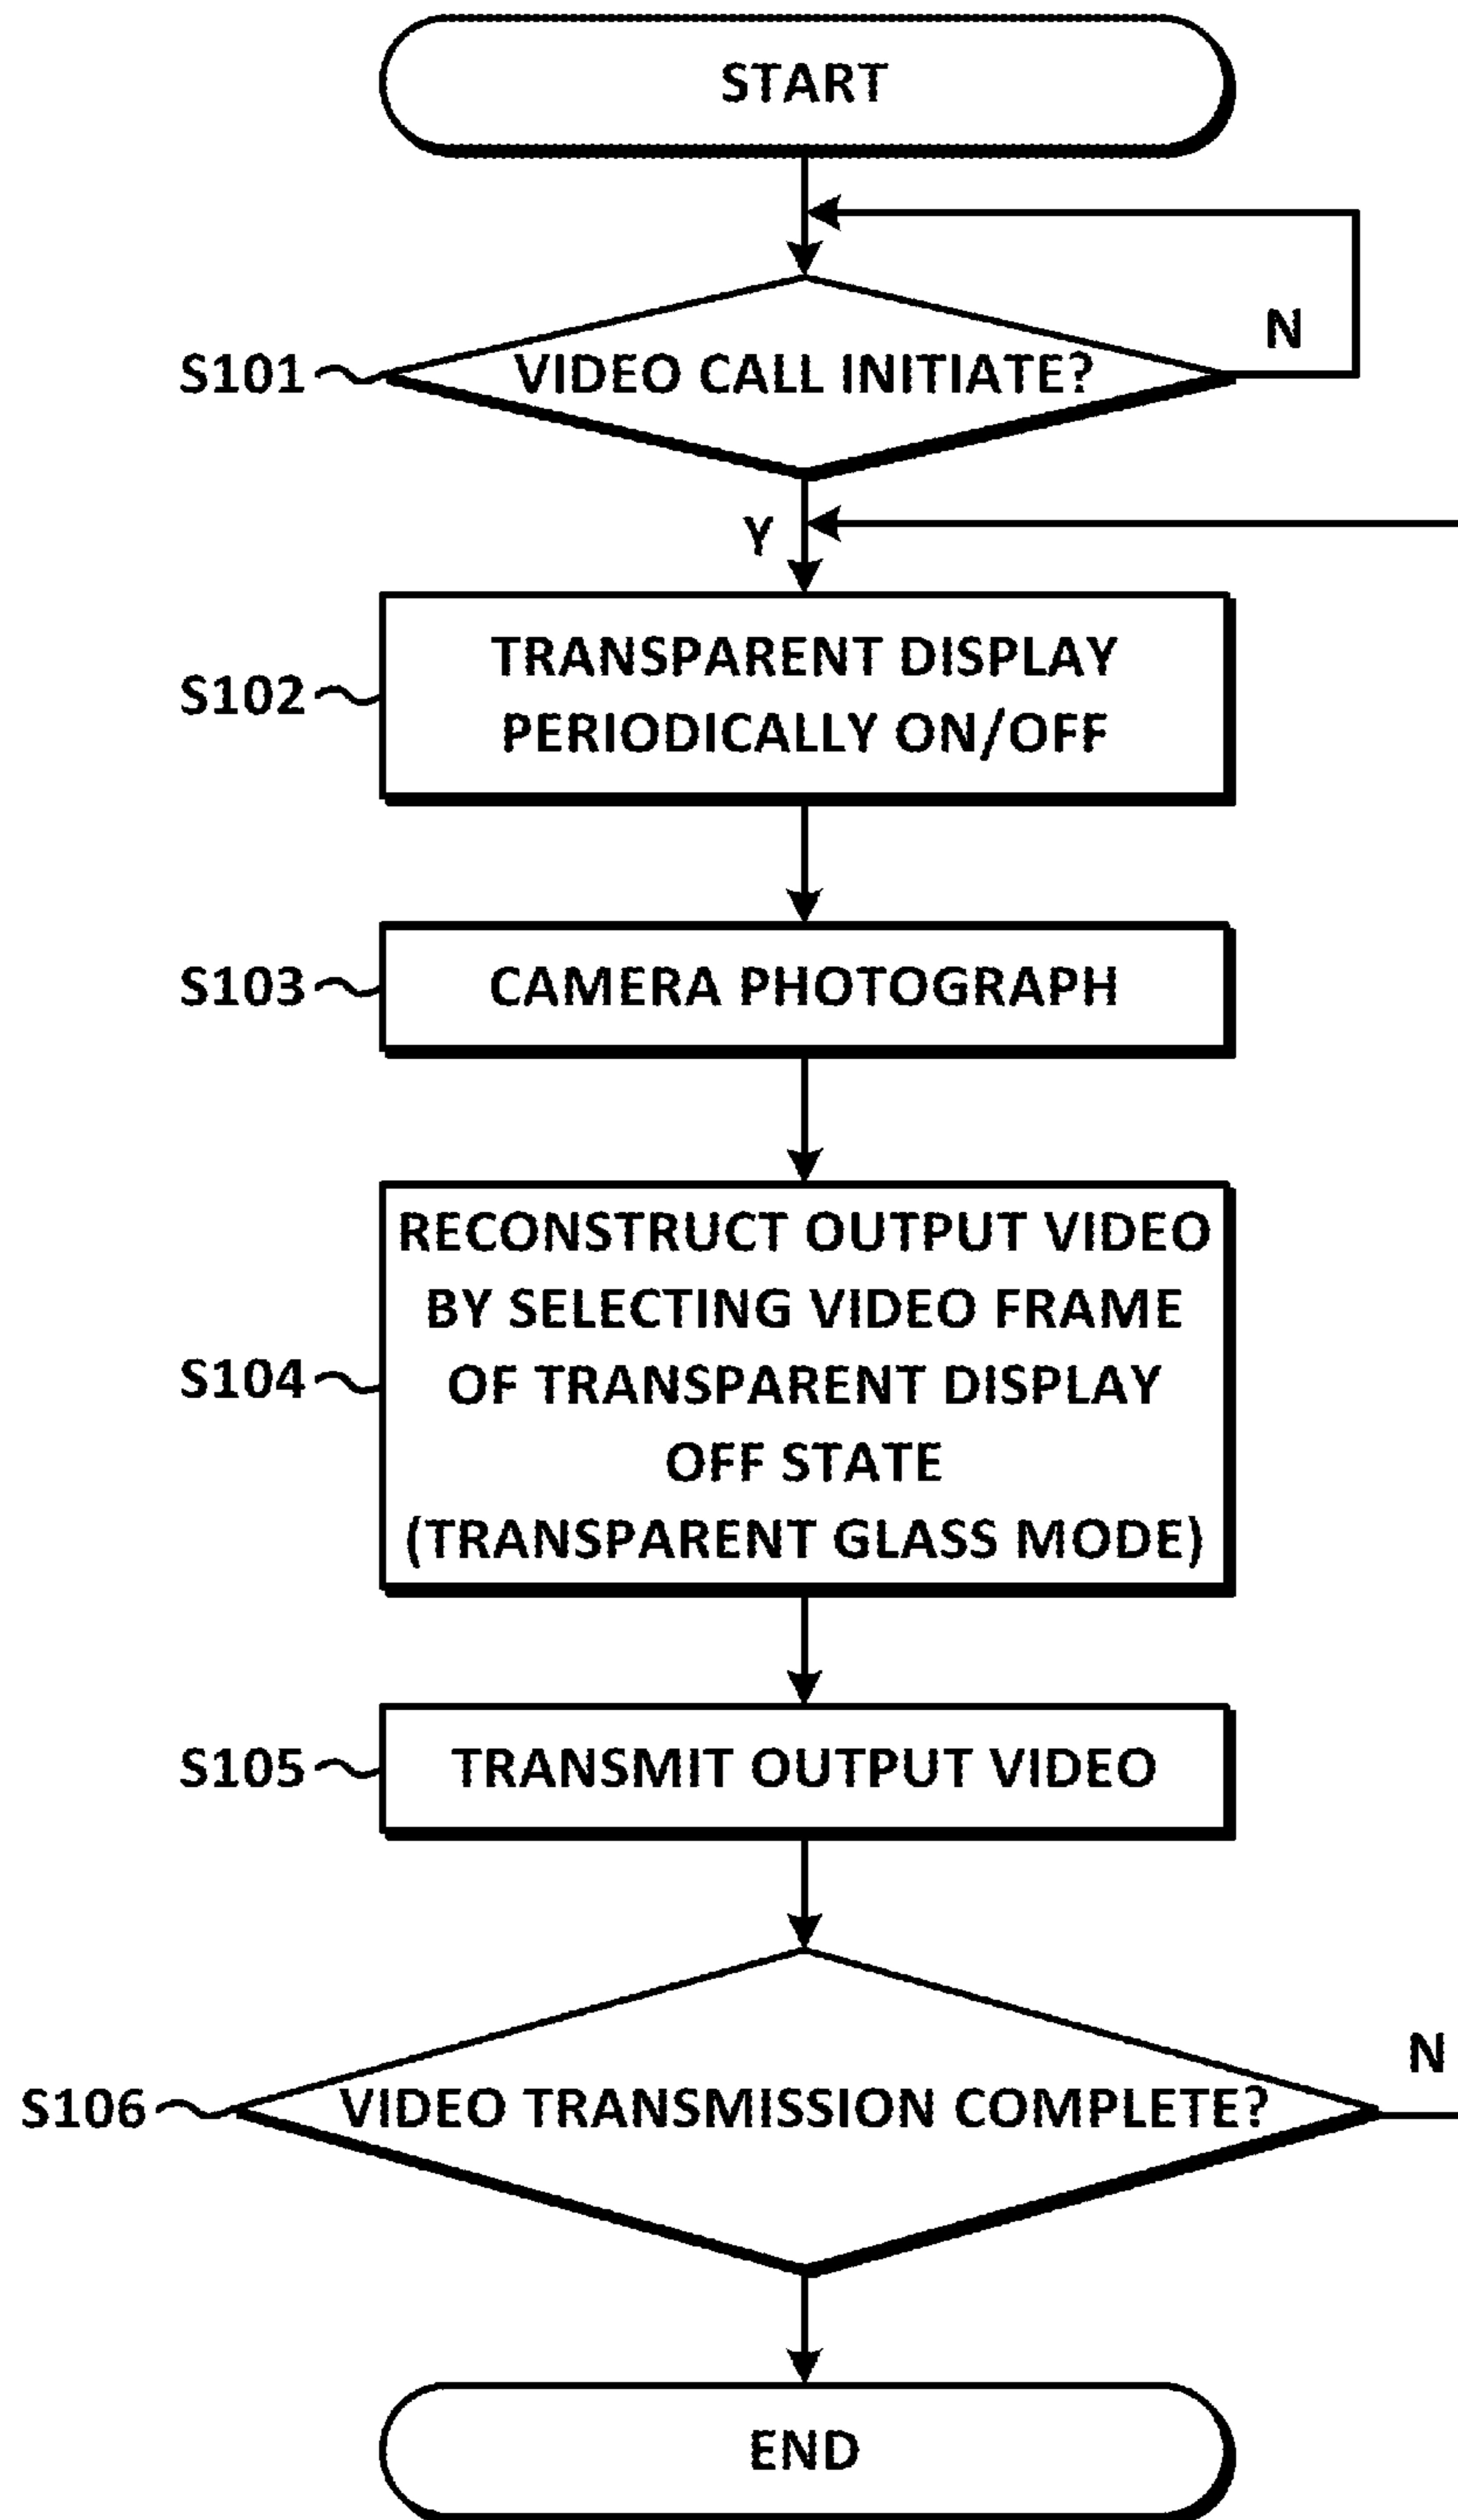 START
N
S101
VIDEO CALL INITIATE?
Y
S102
TRANSPARENT DISPLAY
PERIODICALLY ON/OFF
S103
CAMERA PHOTOGRAPH
S104
RECONSTRUCT OUTPUT VIDEO
BY SELECTING VIDEO FRAME
OF TRANSPARENT DISPLAY
OFF STATE
(TRANSPARENT GLASS MODE)
S105
TRANSMIT OUTPUT VIDEO
N
S106
VIDEO TRANSMISSION COMPLETE?
END